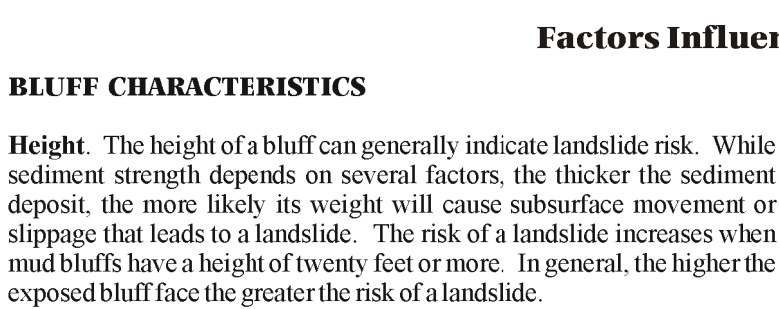 Factors Influen
BLUFF CHARACTERISTICS
Height. The height of a bluff can generally indicate landslide risk. While
sediment strength depends on several factors, the thicker the sediment
deposit, the more likely its weight will cause subsurface movement or
slippage that leads to a landslide. The risk of a landslide increases when
mud bluffs have a height of twenty feet or more. In general, the higher the
exposed bluff face the greater the risk of a landslide.